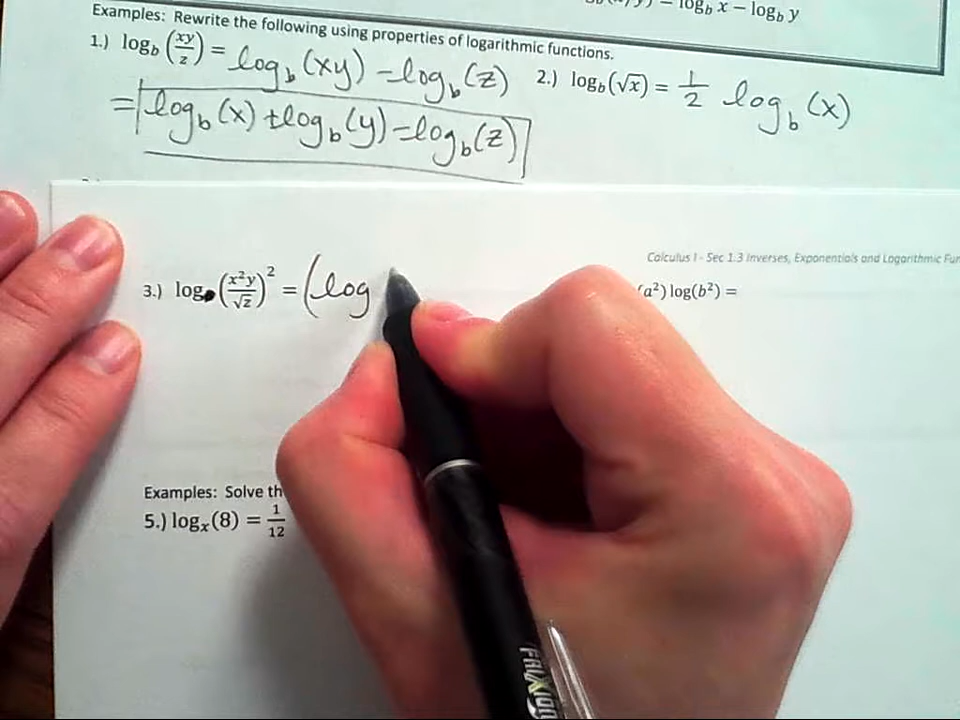 log_b x − log_b y
Examples: Rewrite the following using properties of logarithmic functions.
1.) log_b (xy/z) = log_b (xy) − log_b (z)
= log_b (x) + log_b (y) − log_b (z)
2.) log_b (√x) = 1/2 log_b (x)
Calculus I - Sec 1.3 Inverses, Exponentials and Logarithmic
3.) log (x²y/√z)² = (log
(a²) log(b²) =
Examples: Solve
5.) log_x (8) = 1/12
FRIXION